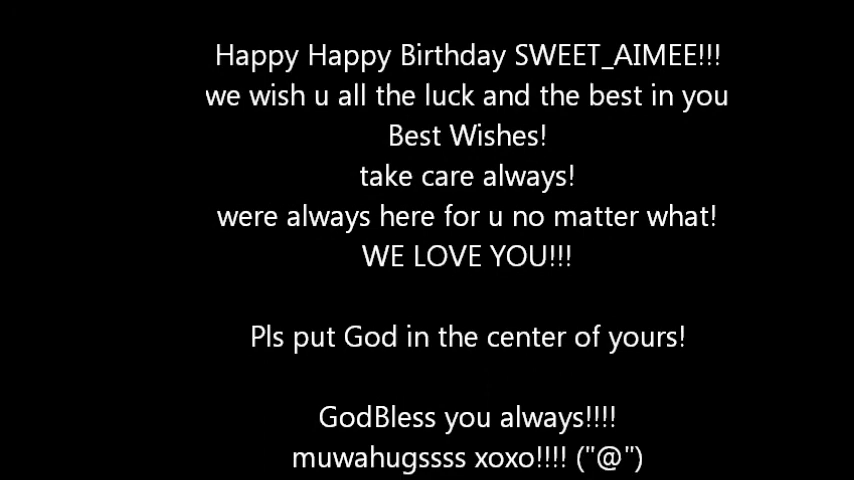 Happy Happy Birthday SWEET_AIMEE!!!
we wish u all the luck and the best in you
Best Wishes!
take care always!
were always here for u no matter what!
WE LOVE YOU!!!
Pls put God in the center of yours!
GodBless you always!!!!
muwahugssss xoxo!!!! ("@")